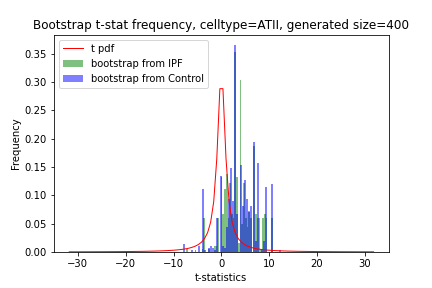 Bootstrap t-stat frequency, celltype=ATII, generated size=400
t pdf
bootstrap from IPF
bootstrap from Control
Frequency
0.35
0.30
0.25
0.20
0.15
0.10
0.05
0.00
−30 −20 −10 0 10 20 30
t-statistics